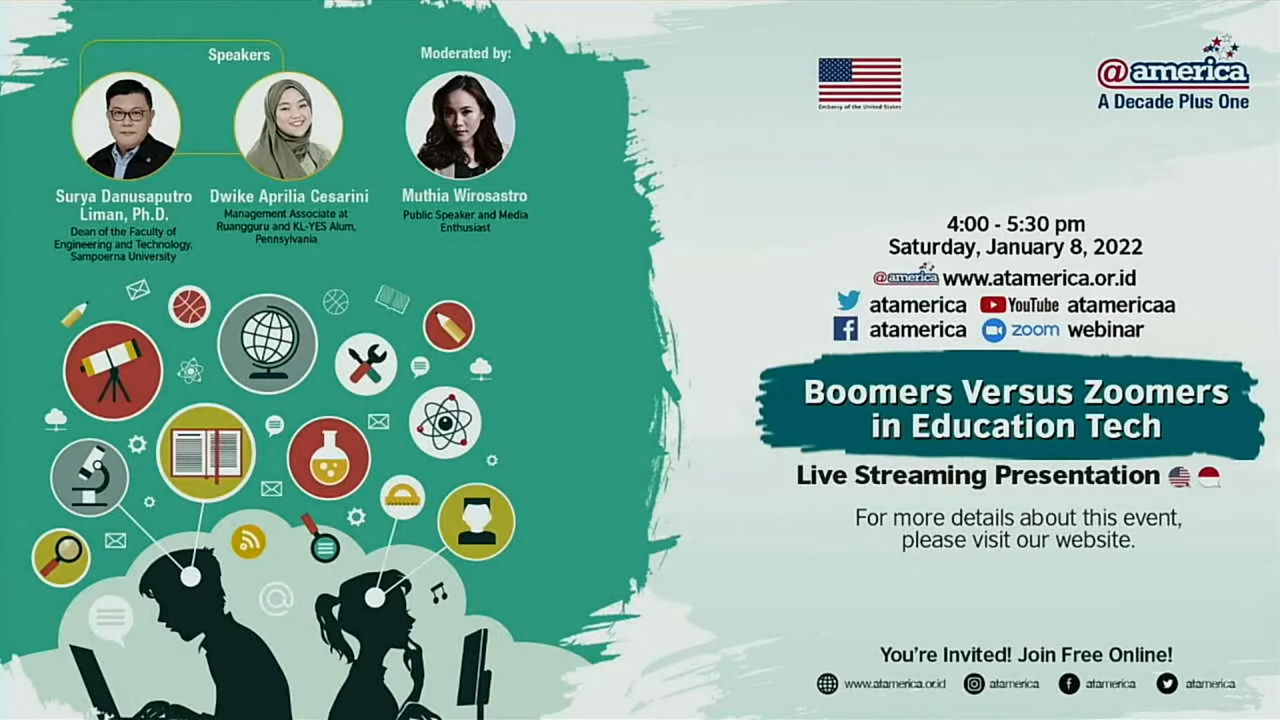 Speakers
Moderated by:
Surya Danusaputro
Liman, Ph.D.
Dean of the Faculty of
Engineering and Technology,
Sampoerna University
Dwike Aprilia Cesarini
Management Associate at
Ruangguru and KL-YES Alum,
Pennsylvania
Muthia Wirosastro
Public Speaker and Media
Enthusiast
Embassy of the United States
@america
A Decade Plus One
4:00 - 5:30 pm
Saturday, January 8, 2022
@america www.atamerica.or.id
atamerica YouTube atamericaa
atamerica zoom webinar
Boomers Versus Zoomers
in Education Tech
Live Streaming Presentation
For more details about this event,
please visit our website.
You're Invited! Join Free Online!
www.atamerica.or.id atamerica atamerica atamerica